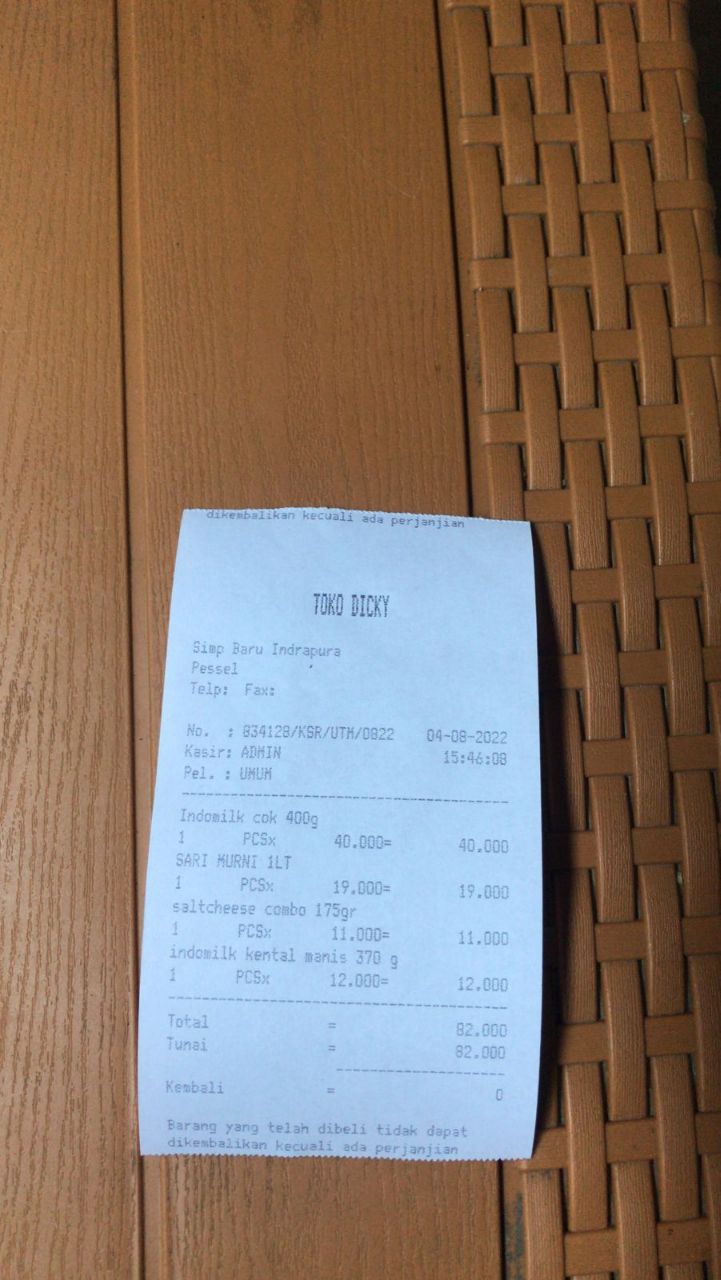 dikembalikan kecuali ada perjanjian
TOKO DICKY
Simp Baru Indrapura
Pessel
Telp: Fax:
No. : 834128/KSR/UTM/0822 04-08-2022
Kasir: ADMIN 15:46:08
Pel. : UMUM
Indomilk cok 400g
1 PCSx 40.000= 40.000
SARI MURNI 1LT
1 PCSx 19.000= 19.000
saltcheese combo 175gr
1 PCSx 11.000= 11.000
indomilk kental manis 370 g
1 PCSx 12.000= 12.000
Total = 82.000
Tunai = 82.000
Kembali = 0
Barang yang telah dibeli tidak dapat
dikembalikan kecuali ada perjanjian